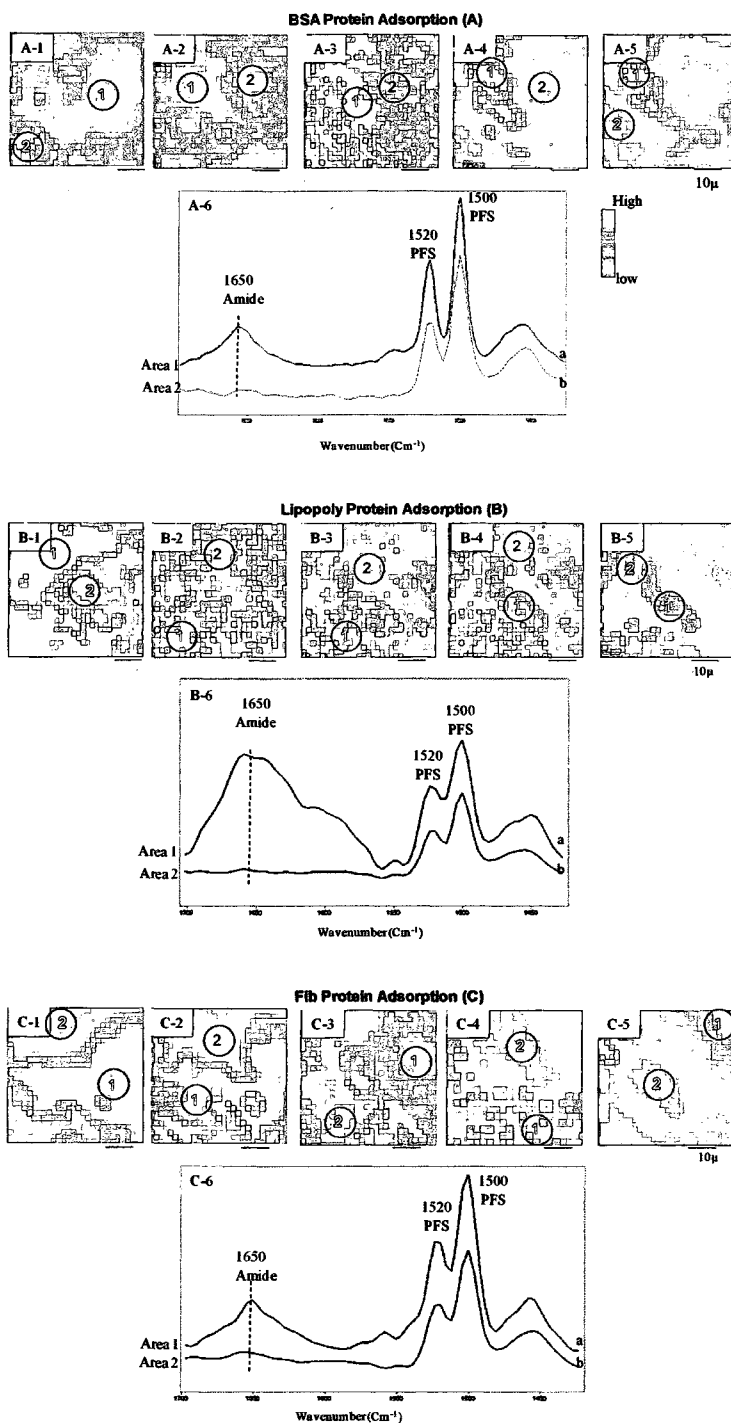 BSA Protein Adsorption (A)
A-1 A-2 A-3 A-4 A-5
1 2 1 2 1 2 1 2 1 2
10μ
A-6
1650
Amide
1520
PFS
1500
PFS
High
low
Area 1
Area 2
a
b
Wavenumber(Cm⁻¹)
Lipopoly Protein Adsorption (B)
B-1 B-2 B-3 B-4 B-5
1 2 2 1 2 1 2 1 2 1
10μ
B-6
1650
Amide
1520
PFS
1500
PFS
Area 1
Area 2
a
b
Wavenumber(Cm⁻¹)
Fib Protein Adsorption (C)
C-1 C-2 C-3 C-4 C-5
2 1 2 1 1 2 2 1 1 2
10μ
C-6
1650
Amide
1520
PFS
1500
PFS
Area 1
Area 2
a
b
Wavenumber(Cm⁻¹)